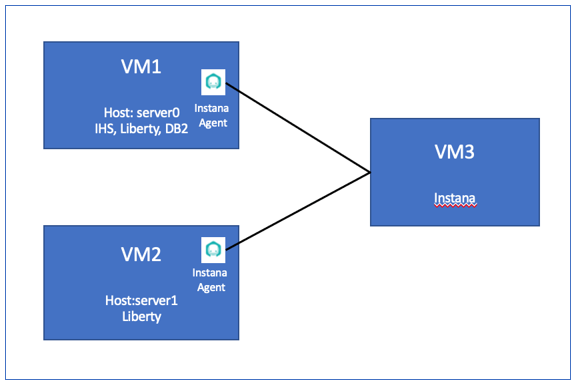 VM1
Host: server0
IHS, Liberty, DB2
Instana
Agent
VM2
Host:server1
Liberty
Instana
Agent
VM3
Instana